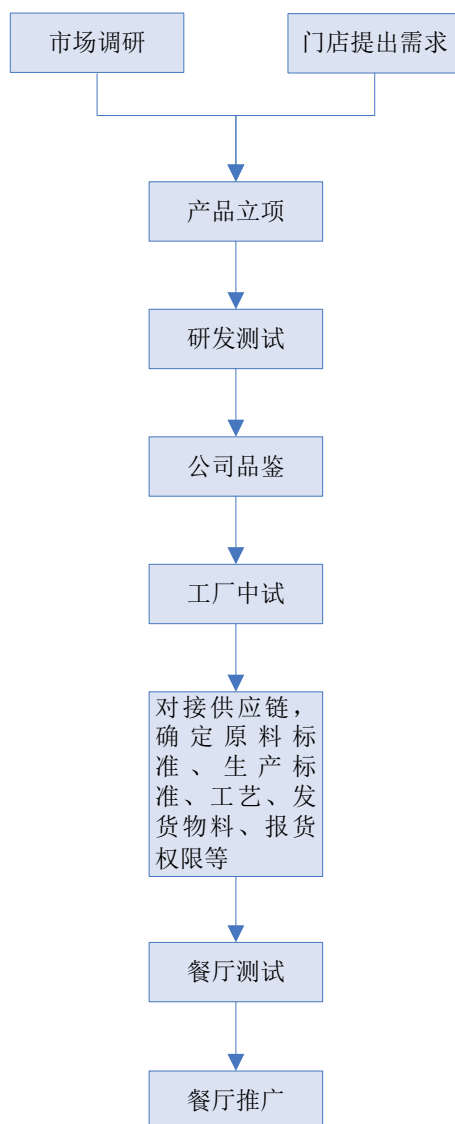 市场调研
门店提出需求
产品立项
研发测试
公司品鉴
工厂中试
对接供应链，
确定原料标
准、生产标
准、工艺、发
货物料、报货
权限等
餐厅测试
餐厅推广